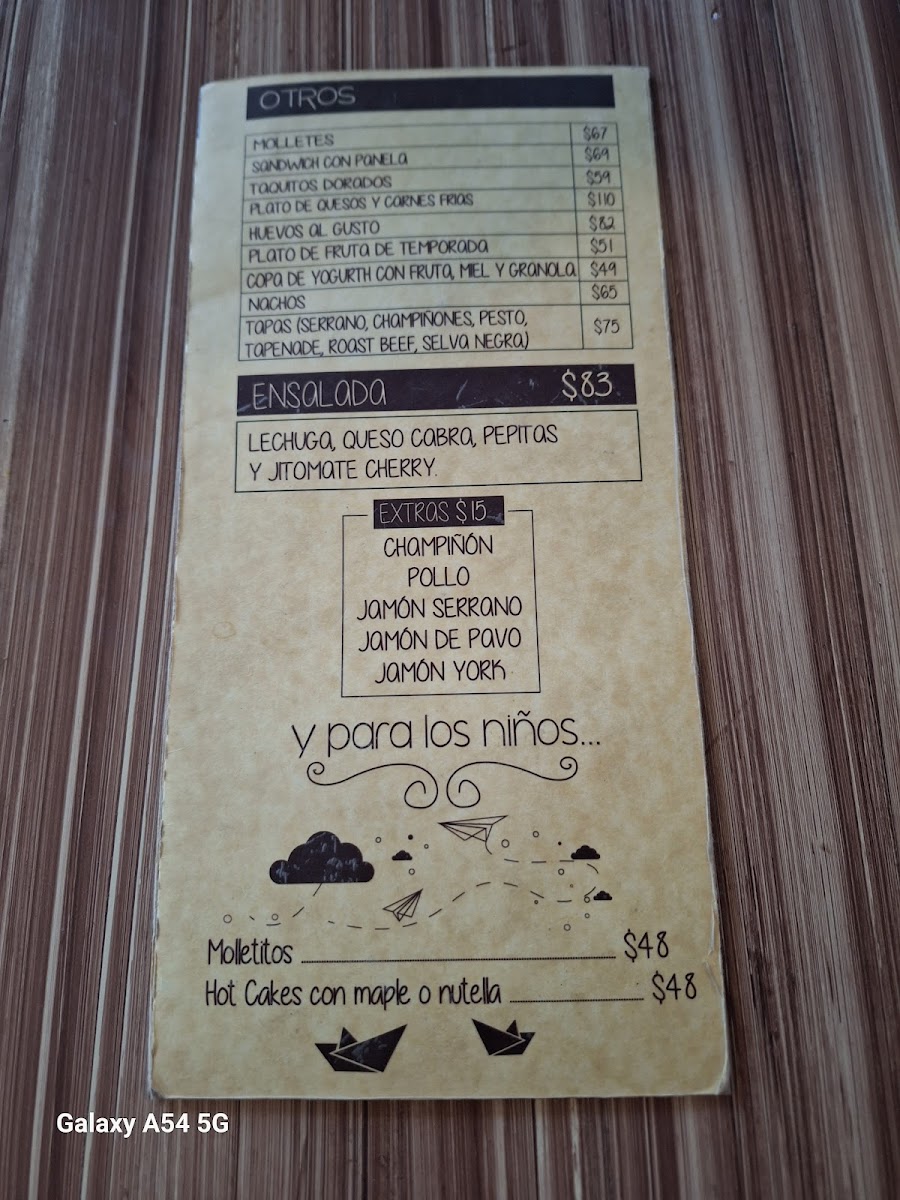 OTROS
MOLLETES $67
SANDWICH CON PANELA $69
TAQUITOS DORADOS $59
PLATO DE QUESOS Y CARNES FRIAS $110
HUEVOS AL GUSTO $82
PLATO DE FRUTA DE TEMPORADA $51
COPA DE YOGURTH CON FRUTA, MIEL Y GRANOLA $49
NACHOS $65
TAPAS (SERRANO, CHAMPIÑONES, PESTO,
TAPENADE, ROAST BEEF, SELVA NEGRA) $75
ENSALADA $83
LECHUGA, QUESO CABRA, PEPITAS
Y JITOMATE CHERRY.
EXTRAS $15
CHAMPIÑÓN
POLLO
JAMÓN SERRANO
JAMÓN DE PAVO
JAMÓN YORK
y para los niños...
Molletitos $48
Hot Cakes con maple o nutella $48
Galaxy A54 5G